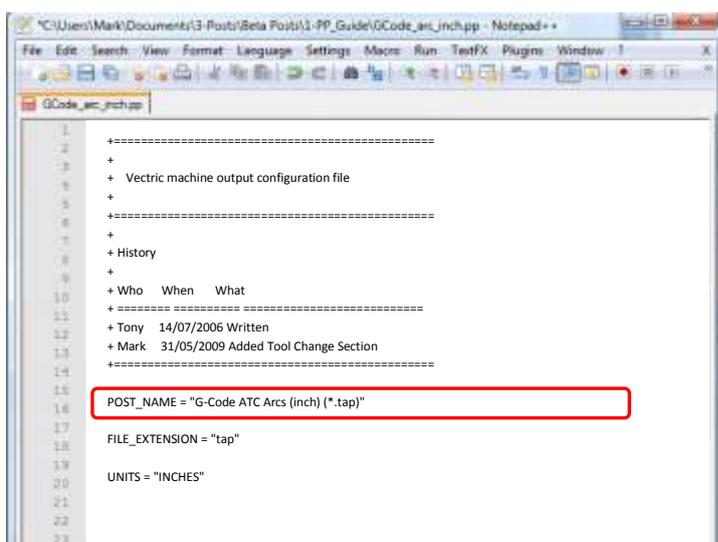 *C:\Users\Mark\Documents\3-Posts\Beta Posts\1-PP_Guide\GCode_arc_inch.pp - Notepad++
File Edit Search View Format Language Settings Macro Run TextFX Plugins Window ? X
GCode_arc_inch.pp
1
2
3
4
5
6
7
8
9
10
11
12
13
14
15
16
17
18
19
20
21
22
23
+================================================
+
+ Vectric machine output configuration file
+
+================================================
+
+ History
+
+ Who When What
+ ======== ========== ===========================
+ Tony 14/07/2006 Written
+ Mark 31/05/2009 Added Tool Change Section
+================================================
POST_NAME = "G-Code ATC Arcs (inch) (*.tap)"
FILE_EXTENSION = "tap"
UNITS = "INCHES"